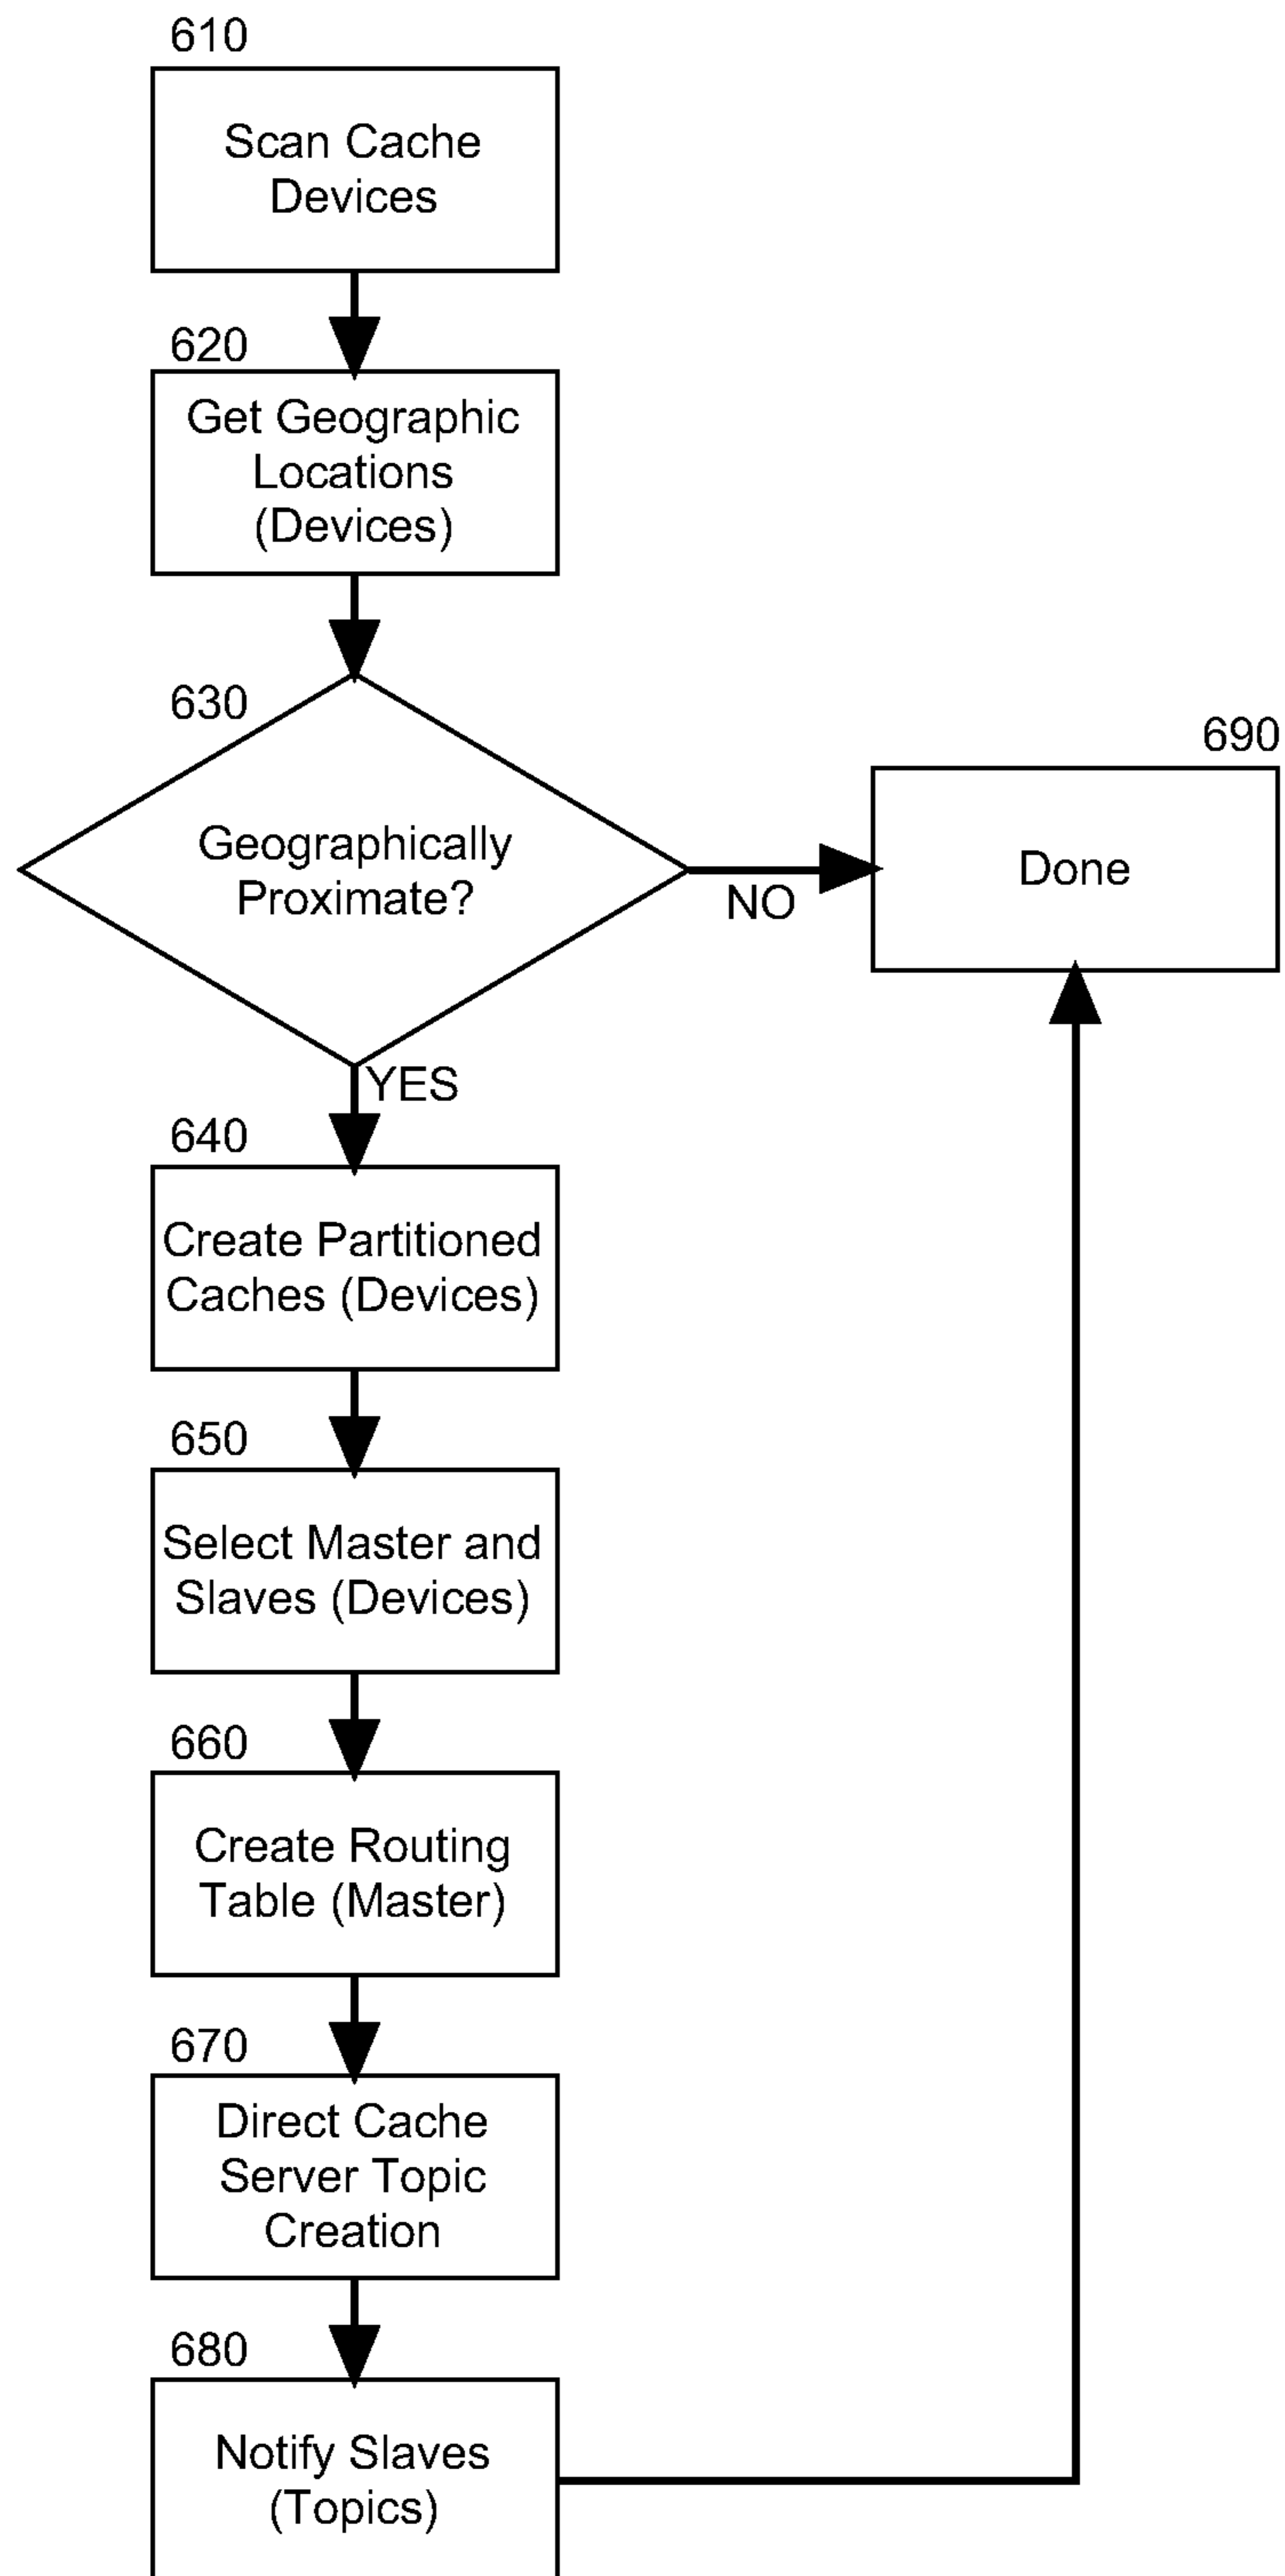 610
Scan Cache
Devices
620
Get Geographic
Locations
(Devices)
630
Geographically
Proximate?
NO
690
Done
YES
640
Create Partitioned
Caches (Devices)
650
Select Master and
Slaves (Devices)
660
Create Routing
Table (Master)
670
Direct Cache
Server Topic
Creation
680
Notify Slaves
(Topics)